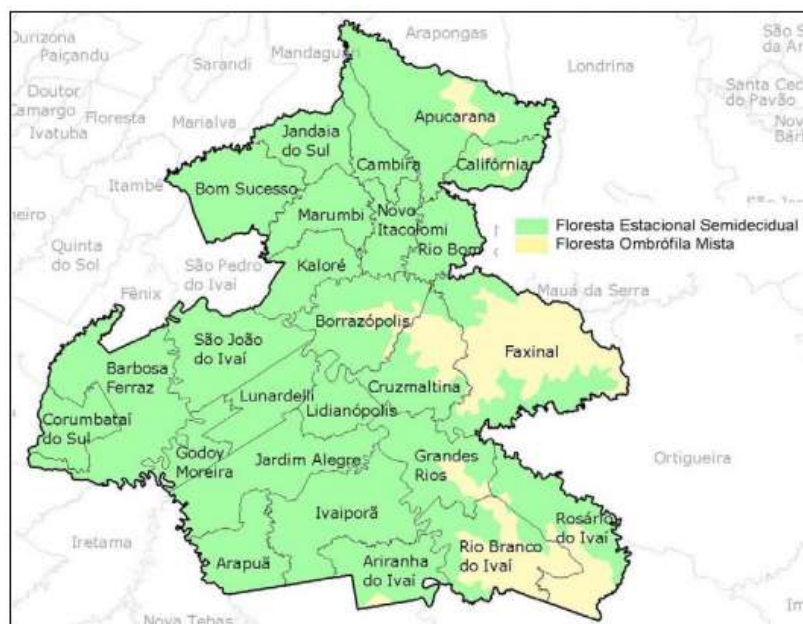 Ourizona
Paiçandu
Sarandi
Mandaguari
Arapongas
Londrina
Doutor
Camargo
Floresta
Ivatuba
Marialva
Jandaia
do Sul
Apucarana
Cambira
Califórnia
Itambé
Bom Sucesso
Marumbi
Novo
Itacolomi
Rio Bom
Floresta Estacional Semidecidual
Floresta Ombrófila Mista
Quinta
do Sol
São Pedro
do Ivaí
Kaloré
Fênix
Mauá da Serra
Borrazópolis
São João
do Ivaí
Faxinal
Barbosa
Ferraz
Cruzmaltina
Lunardelli
Lidianópolis
Corumbataí
do Sul
Godoy
Moreira
Jardim Alegre
Grandes
Rios
Ortigueira
Ivaiporã
Rosário
do Ivaí
Iretama
Arapuã
Ariranha
do Ivaí
Rio Branco
do Ivaí
Nova Tebas
Santa Cec
do Pavão